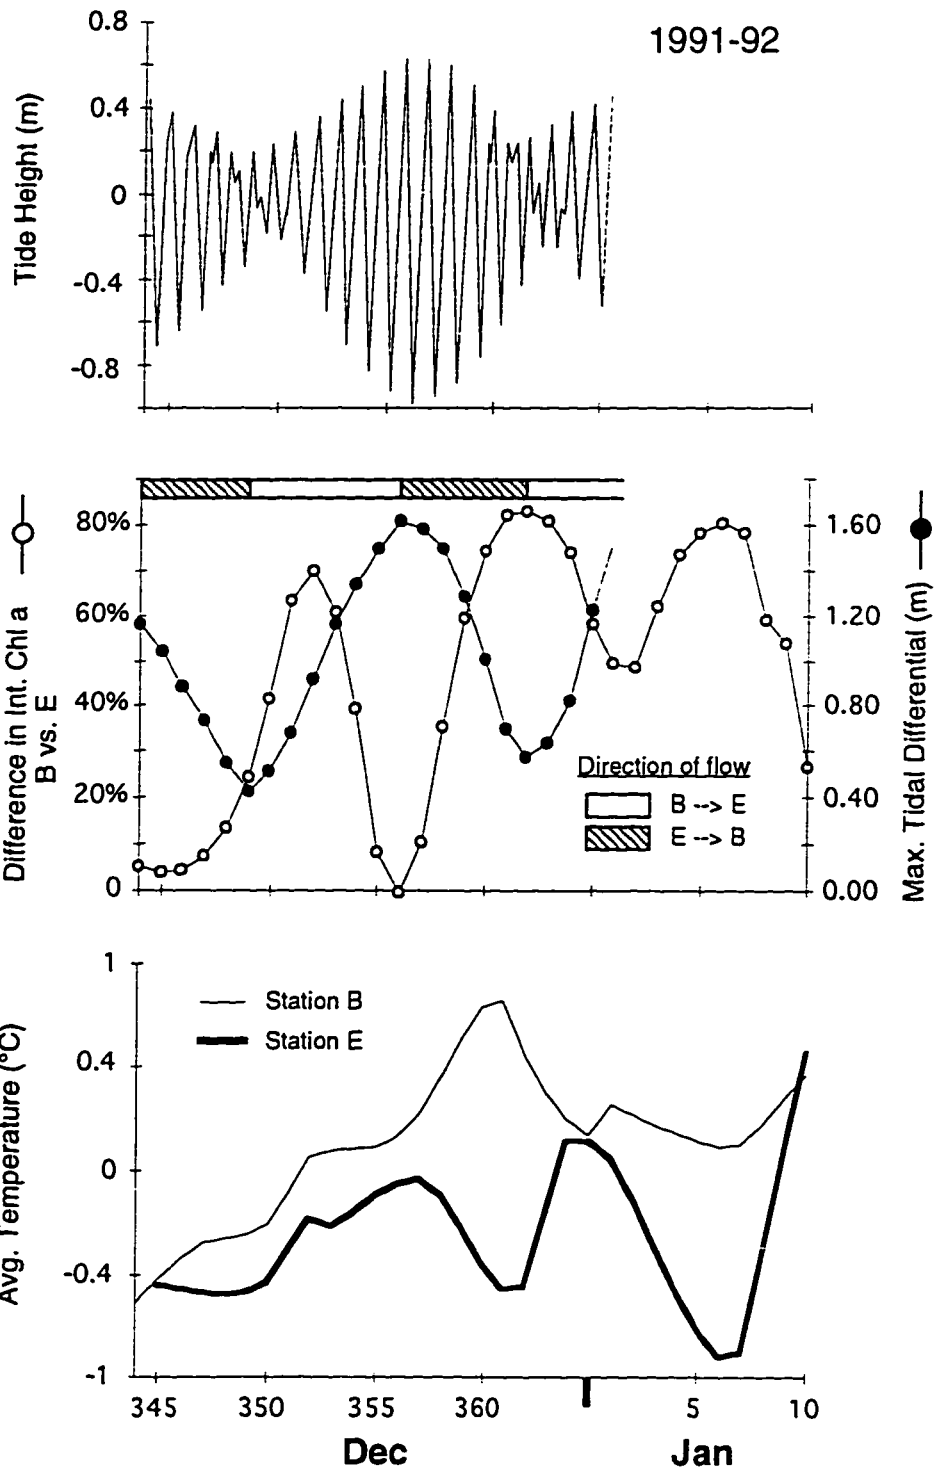 1991-92
0.8
0.4
0
-0.4
-0.8
Tide Height (m)
80%
60%
40%
20%
0
Difference in Int. Chl a
B vs. E
1.60
1.20
0.80
0.40
0.00
Max. Tidal Differential (m)
Direction of flow
B --> E
E --> B
1
0.4
0
-0.4
-1
Avg. Temperature (°C)
Station B
Station E
345 350 355 360 5 10
Dec Jan